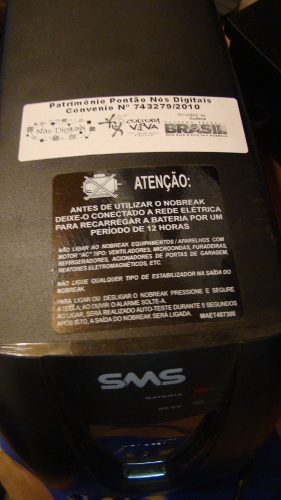 Patrimônio Pontão Nós Digitais
Convenio Nº 743279/2010
Nós Digitais
CULTURA VIVA
Ministério da Cultura
BRASIL
ATENÇÃO:
ANTES DE UTILIZAR O NOBREAK
DEIXE-O CONECTADO A REDE ELÉTRICA
PARA RECARREGAR A BATERIA POR UM
PERÍODO DE 12 HORAS
NÃO LIGAR AO NOBREAK EQUIPAMENTOS / APARELHOS COM
MOTOR "AC" TIPO: VENTILADORES, MICROONDAS, FURADEIRAS,
REFRIGERADORES, ACIONADORES DE PORTAS DE GARAGEM,
REATORES ELETROMAGNÉTICOS, ETC
NÃO LIGUE QUALQUER TIPO DE ESTABILIZADOR NA SAÍDA DO
NOBREAK.
PARA LIGAR OU DESLIGAR O NOBREAK PRESSIONE E SEGURE
A TECLA; AO OUVIR O ALARME SOLTE-A.
AO LIGAR, SERÁ REALIZADO AUTO-TESTE DURANTE 5 SEGUNDOS
APÓS ISTO, A SAÍDA DO NOBREAK SERÁ LIGADA. MAET467300
SMS